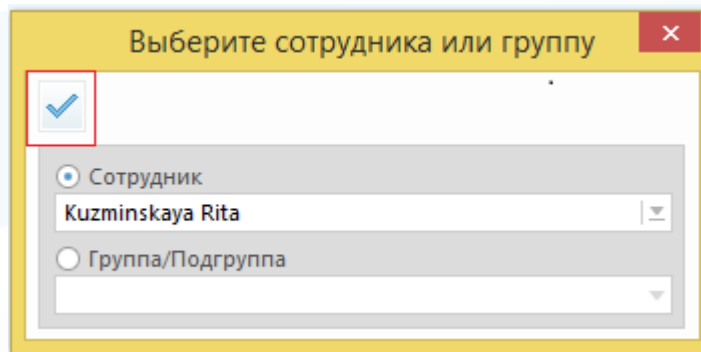 Выберите сотрудника или группу
Сотрудник
Kuzminskaya Rita
Группа/Подгруппа